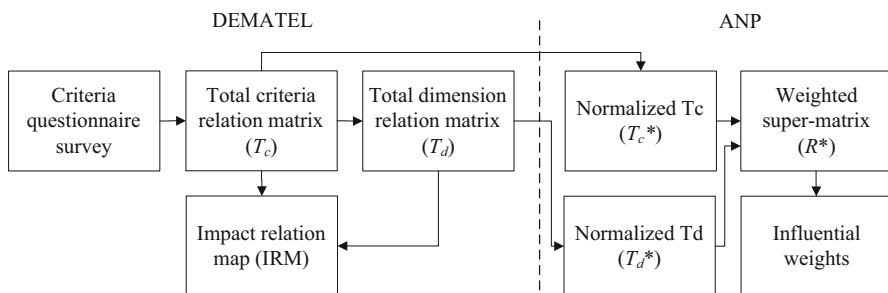 DEMATEL
ANP
Criteria
questionnaire
survey
Total criteria
relation matrix
(Tc)
Total dimension
relation matrix
(Td)
Normalized Tc
(Tc*)
Weighted
super-matrix
(R*)
Impact relation
map (IRM)
Normalized Td
(Td*)
Influential
weights